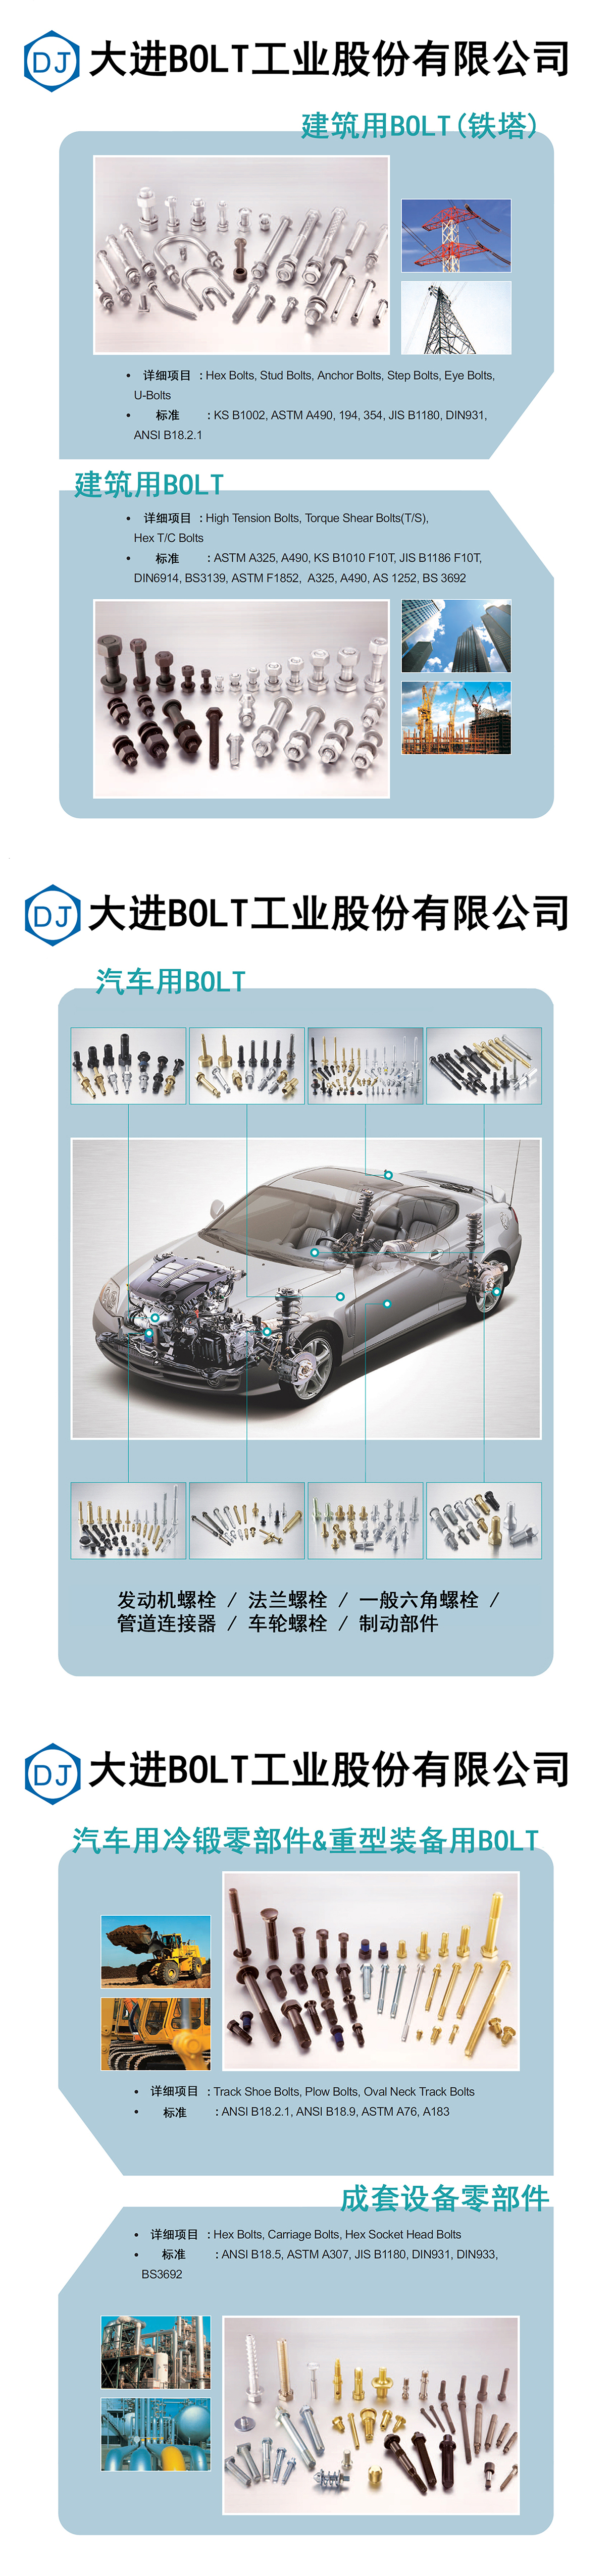 DJ 大进BOLT工业股份有限公司
建筑用BOLT(铁塔)
• 详细项目 : Hex Bolts, Stud Bolts, Anchor Bolts, Step Bolts, Eye Bolts,
U-Bolts
• 标准 : KS B1002, ASTM A490, 194, 354, JIS B1180, DIN931,
ANSI B18.2.1
建筑用BOLT
• 详细项目 : High Tension Bolts, Torque Shear Bolts(T/S),
Hex T/C Bolts
• 标准 : ASTM A325, A490, KS B1010 F10T, JIS B1186 F10T,
DIN6914, BS3139, ASTM F1852, A325, A490, AS 1252, BS 3692
DJ 大进BOLT工业股份有限公司
汽车用BOLT
发动机螺栓 / 法兰螺栓 / 一般六角螺栓 /
管道连接器 / 车轮螺栓 / 制动部件
DJ 大进BOLT工业股份有限公司
汽车用冷锻零部件&重型装备用BOLT
• 详细项目 : Track Shoe Bolts, Plow Bolts, Oval Neck Track Bolts
• 标准 : ANSI B18.2.1, ANSI B18.9, ASTM A76, A183
成套设备零部件
• 详细项目 : Hex Bolts, Carriage Bolts, Hex Socket Head Bolts
• 标准 : ANSI B18.5, ASTM A307, JIS B1180, DIN931, DIN933,
BS3692